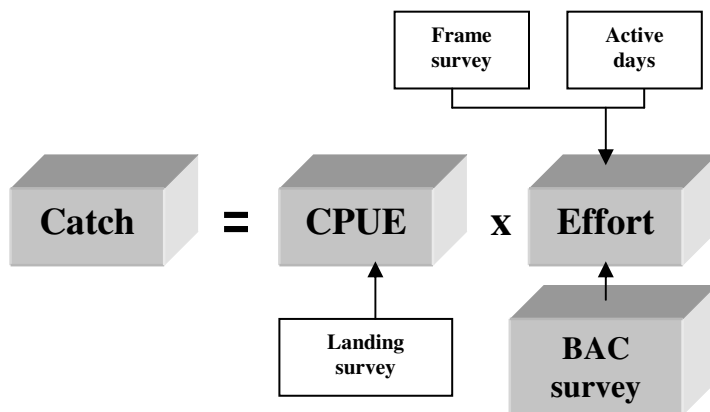 Frame
survey
Active
days
Catch = CPUE x Effort
Landing
survey
BAC
survey